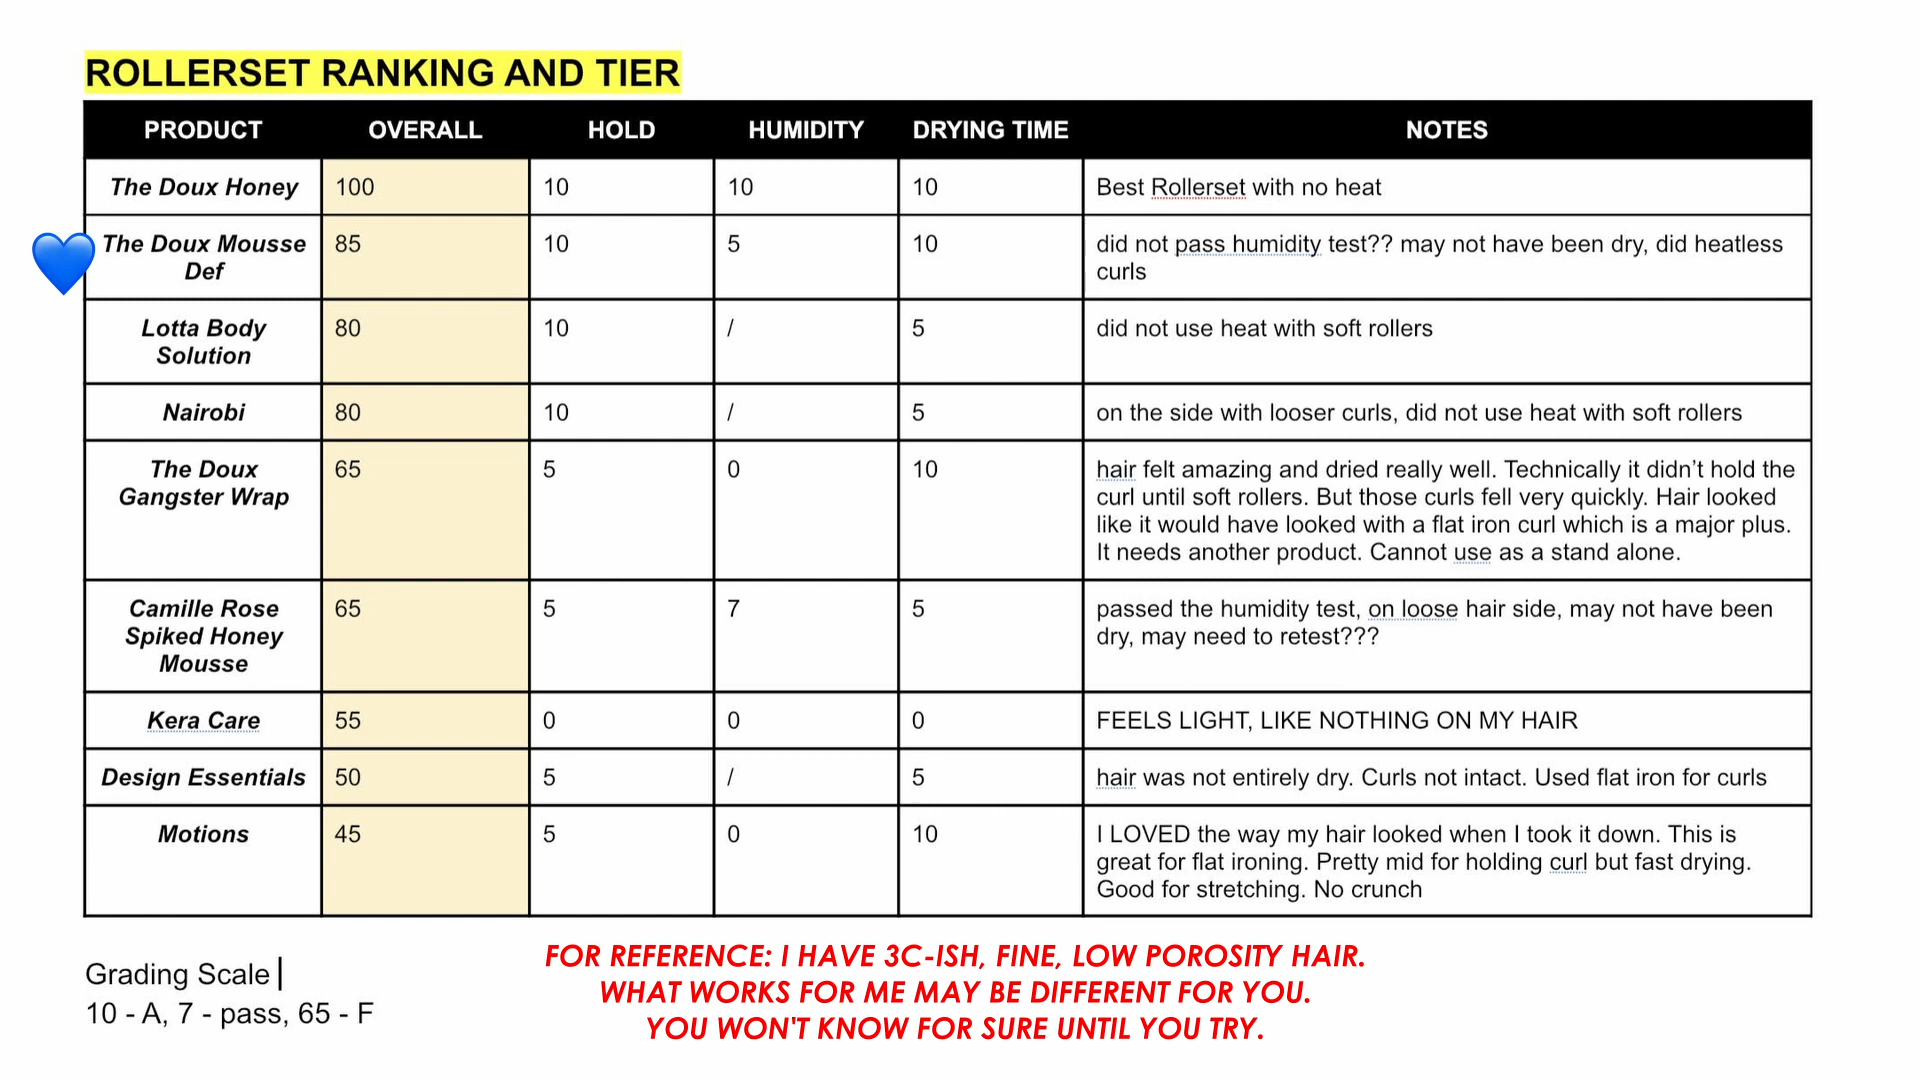 ROLLERSET RANKING AND TIER
PRODUCT OVERALL HOLD HUMIDITY DRYING TIME NOTES
The Doux Honey 100 10 10 10 Best Rollerset with no heat
The Doux Mousse 85 10 5 10 did not pass humidity test?? may not have been dry, did heatless
Def curls
Lotta Body 80 10 / 5 did not use heat with soft rollers
Solution
Nairobi 80 10 / 5 on the side with looser curls, did not use heat with soft rollers
The Doux 65 5 0 10 hair felt amazing and dried really well. Technically it didn’t hold the
Gangster Wrap curl until soft rollers. But those curls fell very quickly. Hair looked
like it would have looked with a flat iron curl which is a major plus.
It needs another product. Cannot use as a stand alone.
Camille Rose 65 5 7 5 passed the humidity test, on loose hair side, may not have been
Spiked Honey dry, may need to retest???
Mousse
Kera Care 55 0 0 0 FEELS LIGHT, LIKE NOTHING ON MY HAIR
Design Essentials 50 5 / 5 hair was not entirely dry. Curls not intact. Used flat iron for curls
Motions 45 5 0 10 I LOVED the way my hair looked when I took it down. This is
great for flat ironing. Pretty mid for holding curl but fast drying.
Good for stretching. No crunch
Grading Scale
10 - A, 7 - pass, 65 - F
FOR REFERENCE: I HAVE 3C-ISH, FINE, LOW POROSITY HAIR.
WHAT WORKS FOR ME MAY BE DIFFERENT FOR YOU.
YOU WON'T KNOW FOR SURE UNTIL YOU TRY.